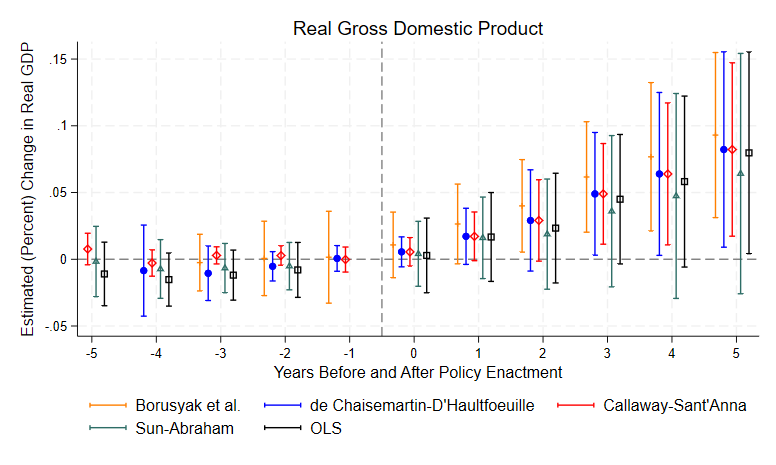 Real Gross Domestic Product
Estimated (Percent) Change in Real GDP
.15
.1
.05
0
-.05
-5 -4 -3 -2 -1 0 1 2 3 4 5
Years Before and After Policy Enactment
Borusyak et al. de Chaisemartin-D'Haultfoeuille Callaway-Sant'Anna
Sun-Abraham OLS